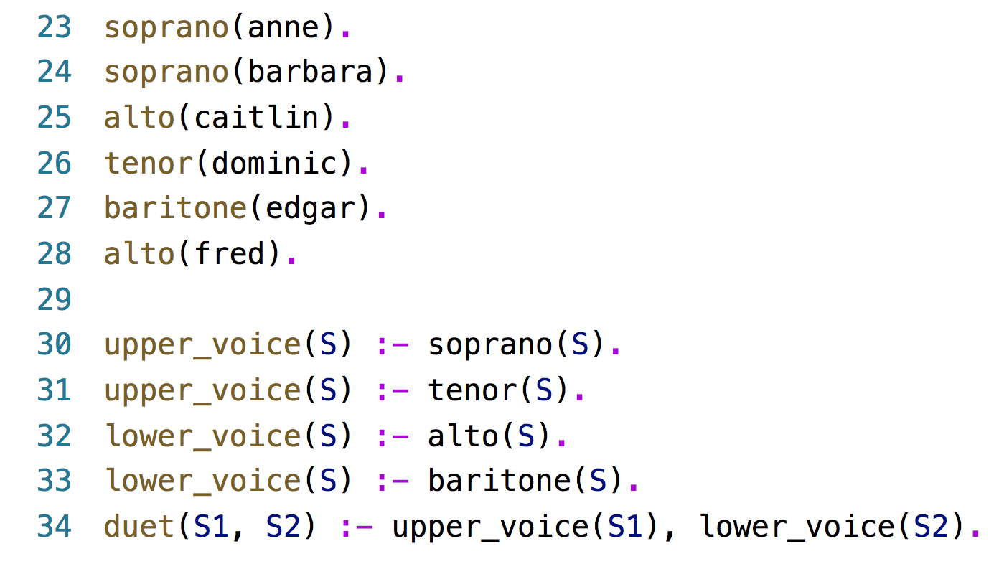 23 soprano(anne).
24 soprano(barbara).
25 alto(caitlin).
26 tenor(dominic).
27 baritone(edgar).
28 alto(fred).
29
30 upper_voice(S) :- soprano(S).
31 upper_voice(S) :- tenor(S).
32 lower_voice(S) :- alto(S).
33 lower_voice(S) :- baritone(S).
34 duet(S1, S2) :- upper_voice(S1), lower_voice(S2).